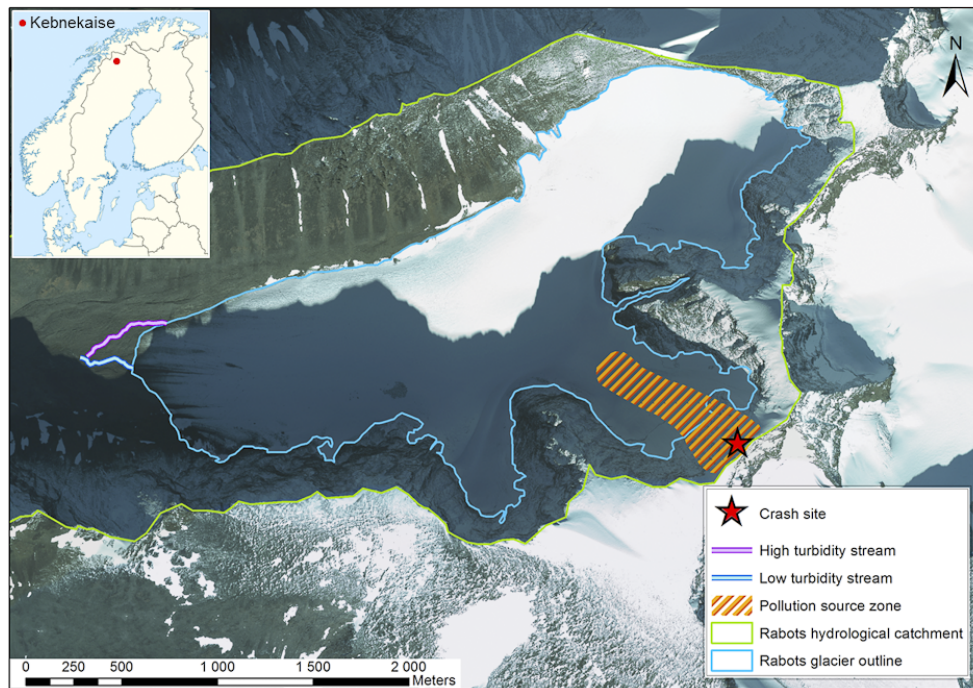 Kebnekaise
N
Crash site
High turbidity stream
Low turbidity stream
Pollution source zone
Rabots hydrological catchment
Rabots glacier outline
0 250 500 1 000 1 500 2 000
Meters